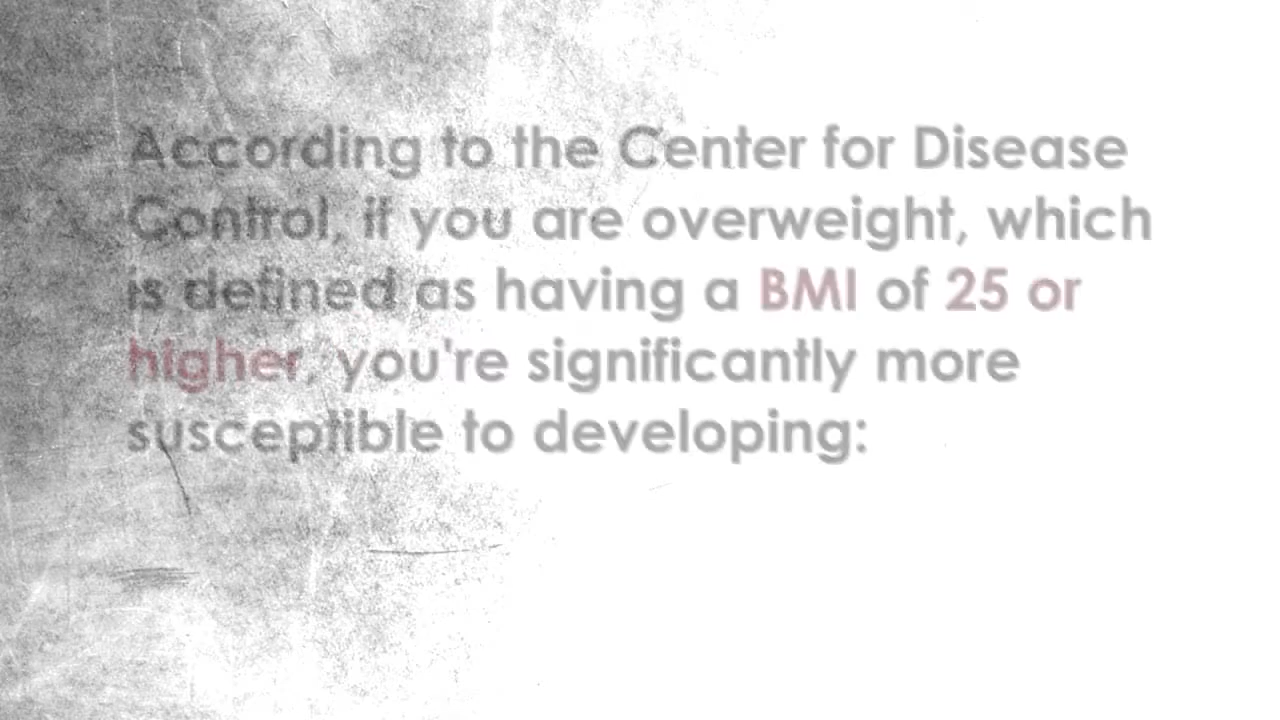 According to the Center for Disease
Control, if you are overweight, which
is defined as having a BMI of 25 or
higher, you're significantly more
susceptible to developing: